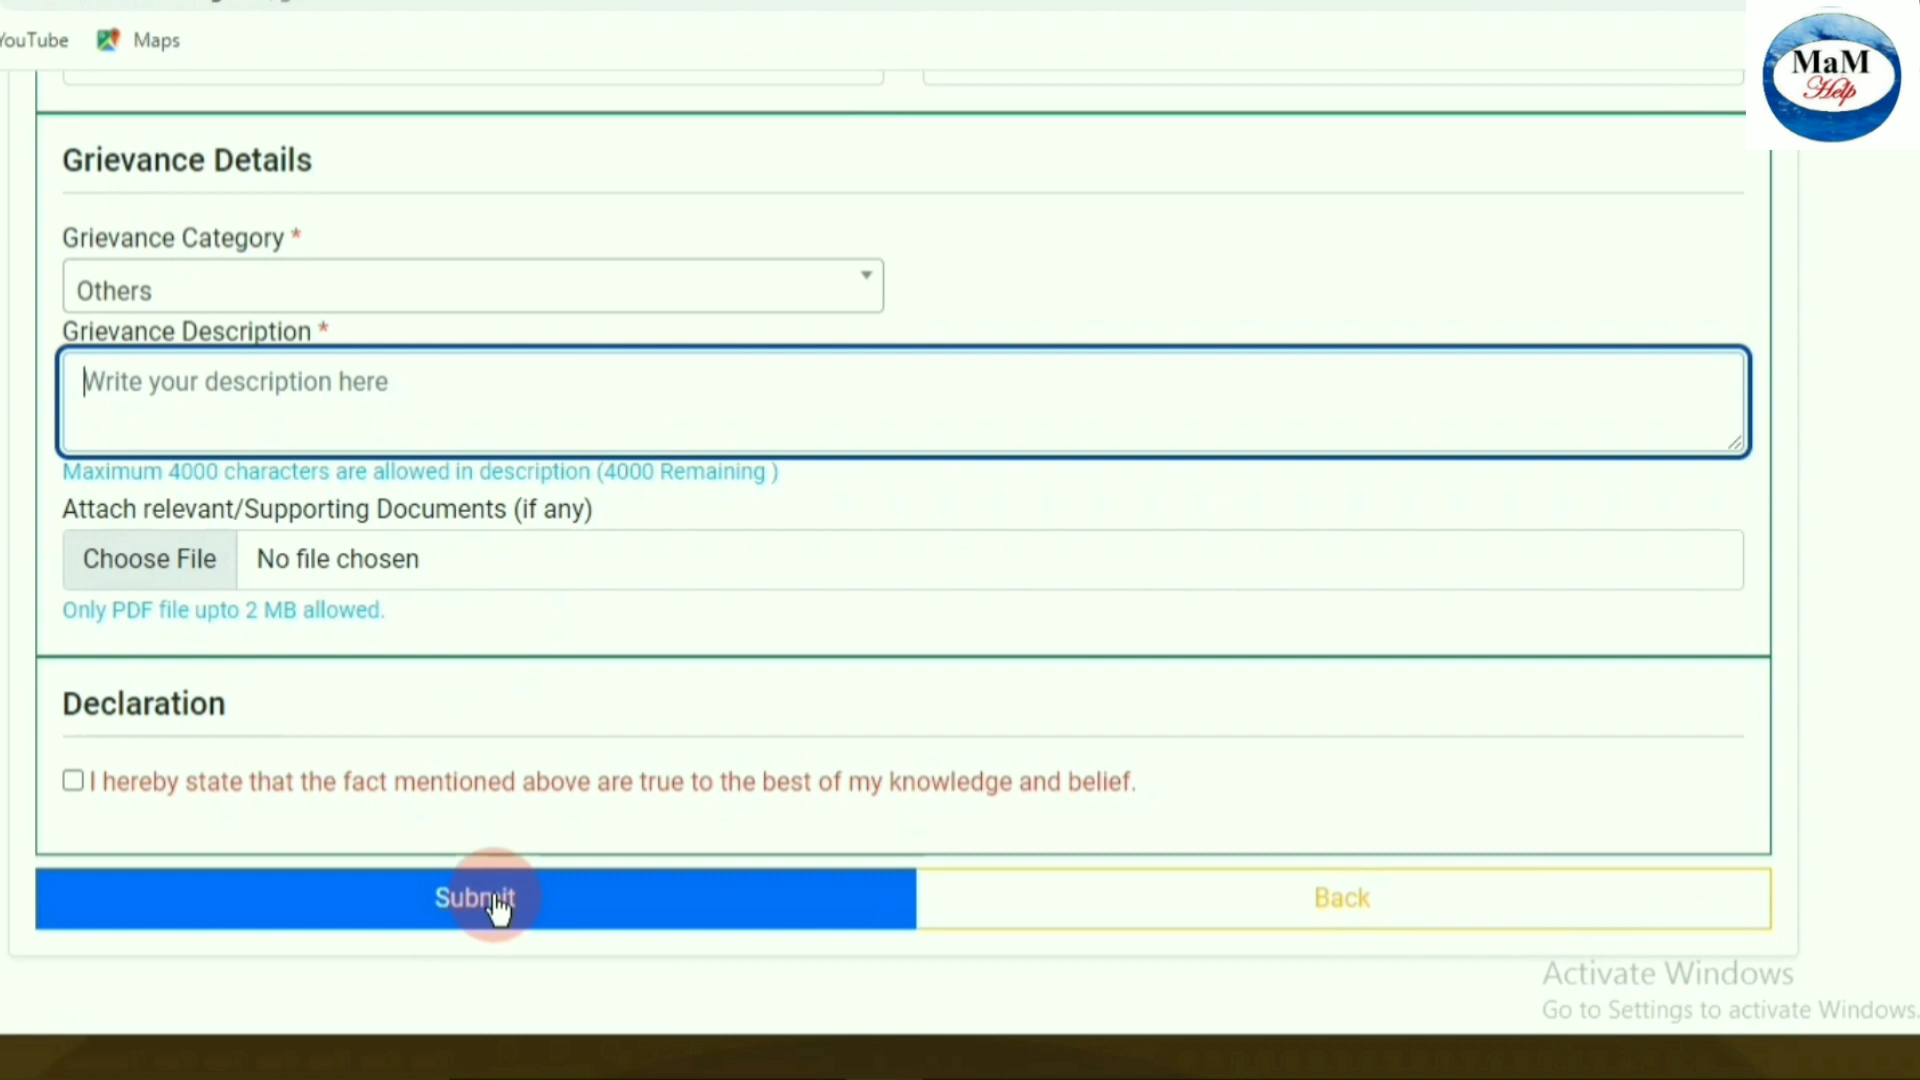 YouTube
Maps
MaM
Help
Grievance Details
Grievance Category *
Others
Grievance Description *
Write your description here
Maximum 4000 characters are allowed in description (4000 Remaining )
Attach relevant/Supporting Documents (if any)
Choose File
No file chosen
Only PDF file upto 2 MB allowed.
Declaration
I hereby state that the fact mentioned above are true to the best of my knowledge and belief.
Submit
Back
Activate Windows
Go to Settings to activate Windows.